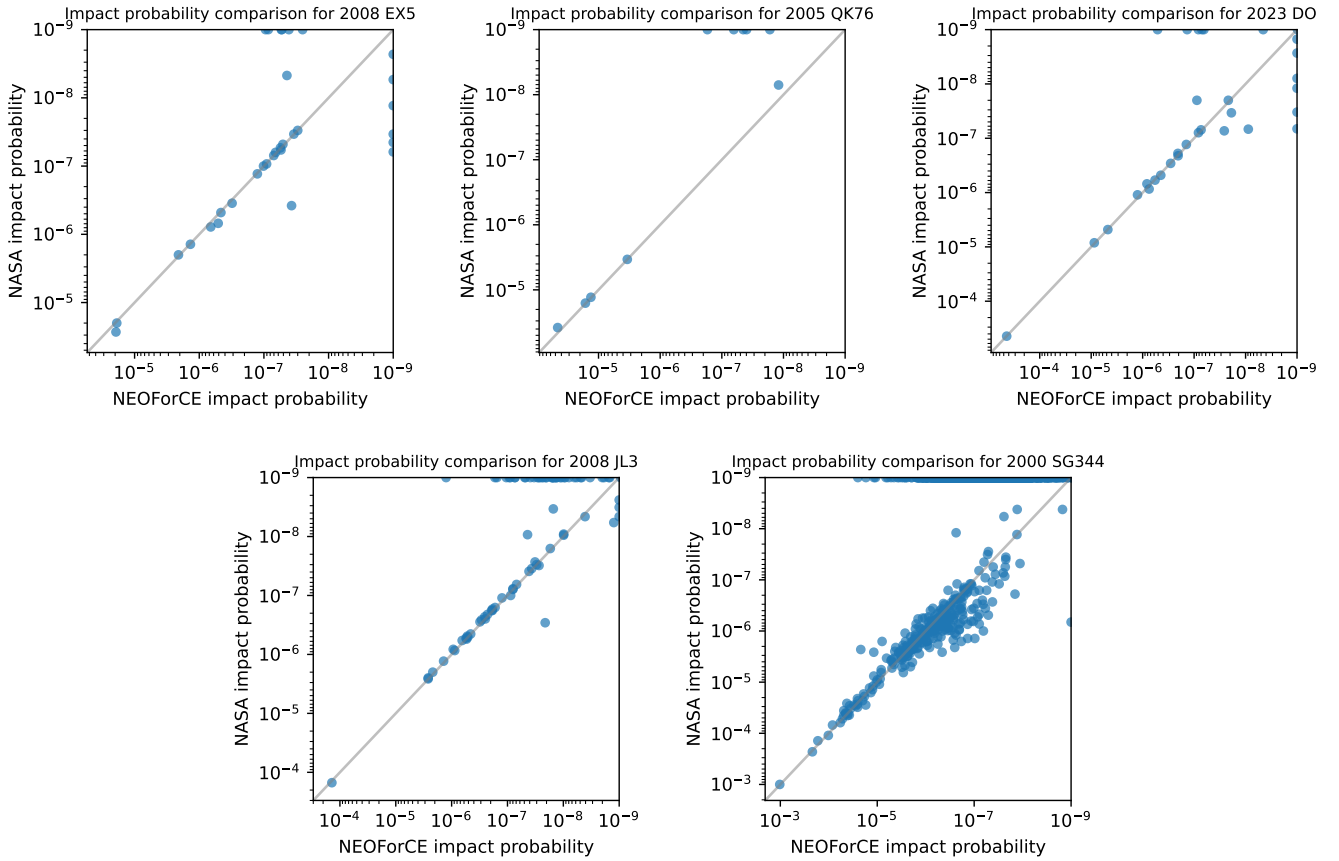 Impact probability comparison for 2008 EX5
Impact probability comparison for 2005 QK76
Impact probability comparison for 2023 DO
NASA impact probability
10⁻⁹
10⁻⁸
10⁻⁷
10⁻⁶
10⁻⁵
10⁻⁵ 10⁻⁶ 10⁻⁷ 10⁻⁸ 10⁻⁹
NEOForCE impact probability
NASA impact probability
10⁻⁹
10⁻⁸
10⁻⁷
10⁻⁶
10⁻⁵
10⁻⁵ 10⁻⁶ 10⁻⁷ 10⁻⁸ 10⁻⁹
NEOForCE impact probability
NASA impact probability
10⁻⁹
10⁻⁸
10⁻⁷
10⁻⁶
10⁻⁵
10⁻⁴
10⁻⁴ 10⁻⁵ 10⁻⁶ 10⁻⁷ 10⁻⁸ 10⁻⁹
NEOForCE impact probability
Impact probability comparison for 2008 JL3
Impact probability comparison for 2000 SG344
NASA impact probability
10⁻⁹
10⁻⁸
10⁻⁷
10⁻⁶
10⁻⁵
10⁻⁴
10⁻⁴ 10⁻⁵ 10⁻⁶ 10⁻⁷ 10⁻⁸ 10⁻⁹
NEOForCE impact probability
NASA impact probability
10⁻⁹
10⁻⁸
10⁻⁷
10⁻⁶
10⁻⁵
10⁻⁴
10⁻³
10⁻³ 10⁻⁵ 10⁻⁷ 10⁻⁹
NEOForCE impact probability